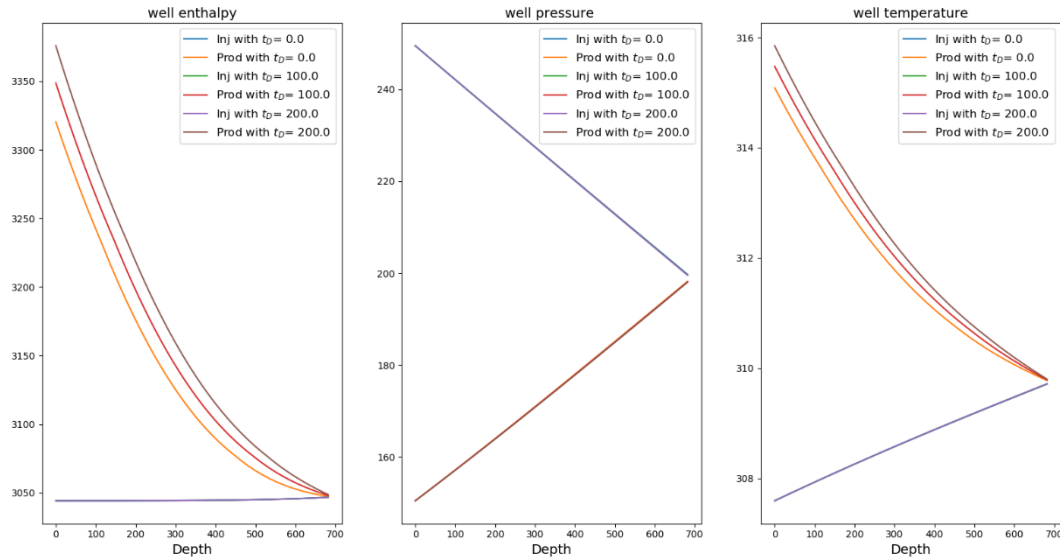 well enthalpy
Inj with t_D= 0.0
Prod with t_D= 0.0
Inj with t_D= 100.0
Prod with t_D= 100.0
Inj with t_D= 200.0
Prod with t_D= 200.0
3350
3300
3250
3200
3150
3100
3050
0 100 200 300 400 500 600 700
Depth
well pressure
Inj with t_D= 0.0
Prod with t_D= 0.0
Inj with t_D= 100.0
Prod with t_D= 100.0
Inj with t_D= 200.0
Prod with t_D= 200.0
240
220
200
180
160
0 100 200 300 400 500 600 700
Depth
well temperature
Inj with t_D= 0.0
Prod with t_D= 0.0
Inj with t_D= 100.0
Prod with t_D= 100.0
Inj with t_D= 200.0
Prod with t_D= 200.0
316
314
312
310
308
0 100 200 300 400 500 600 700
Depth